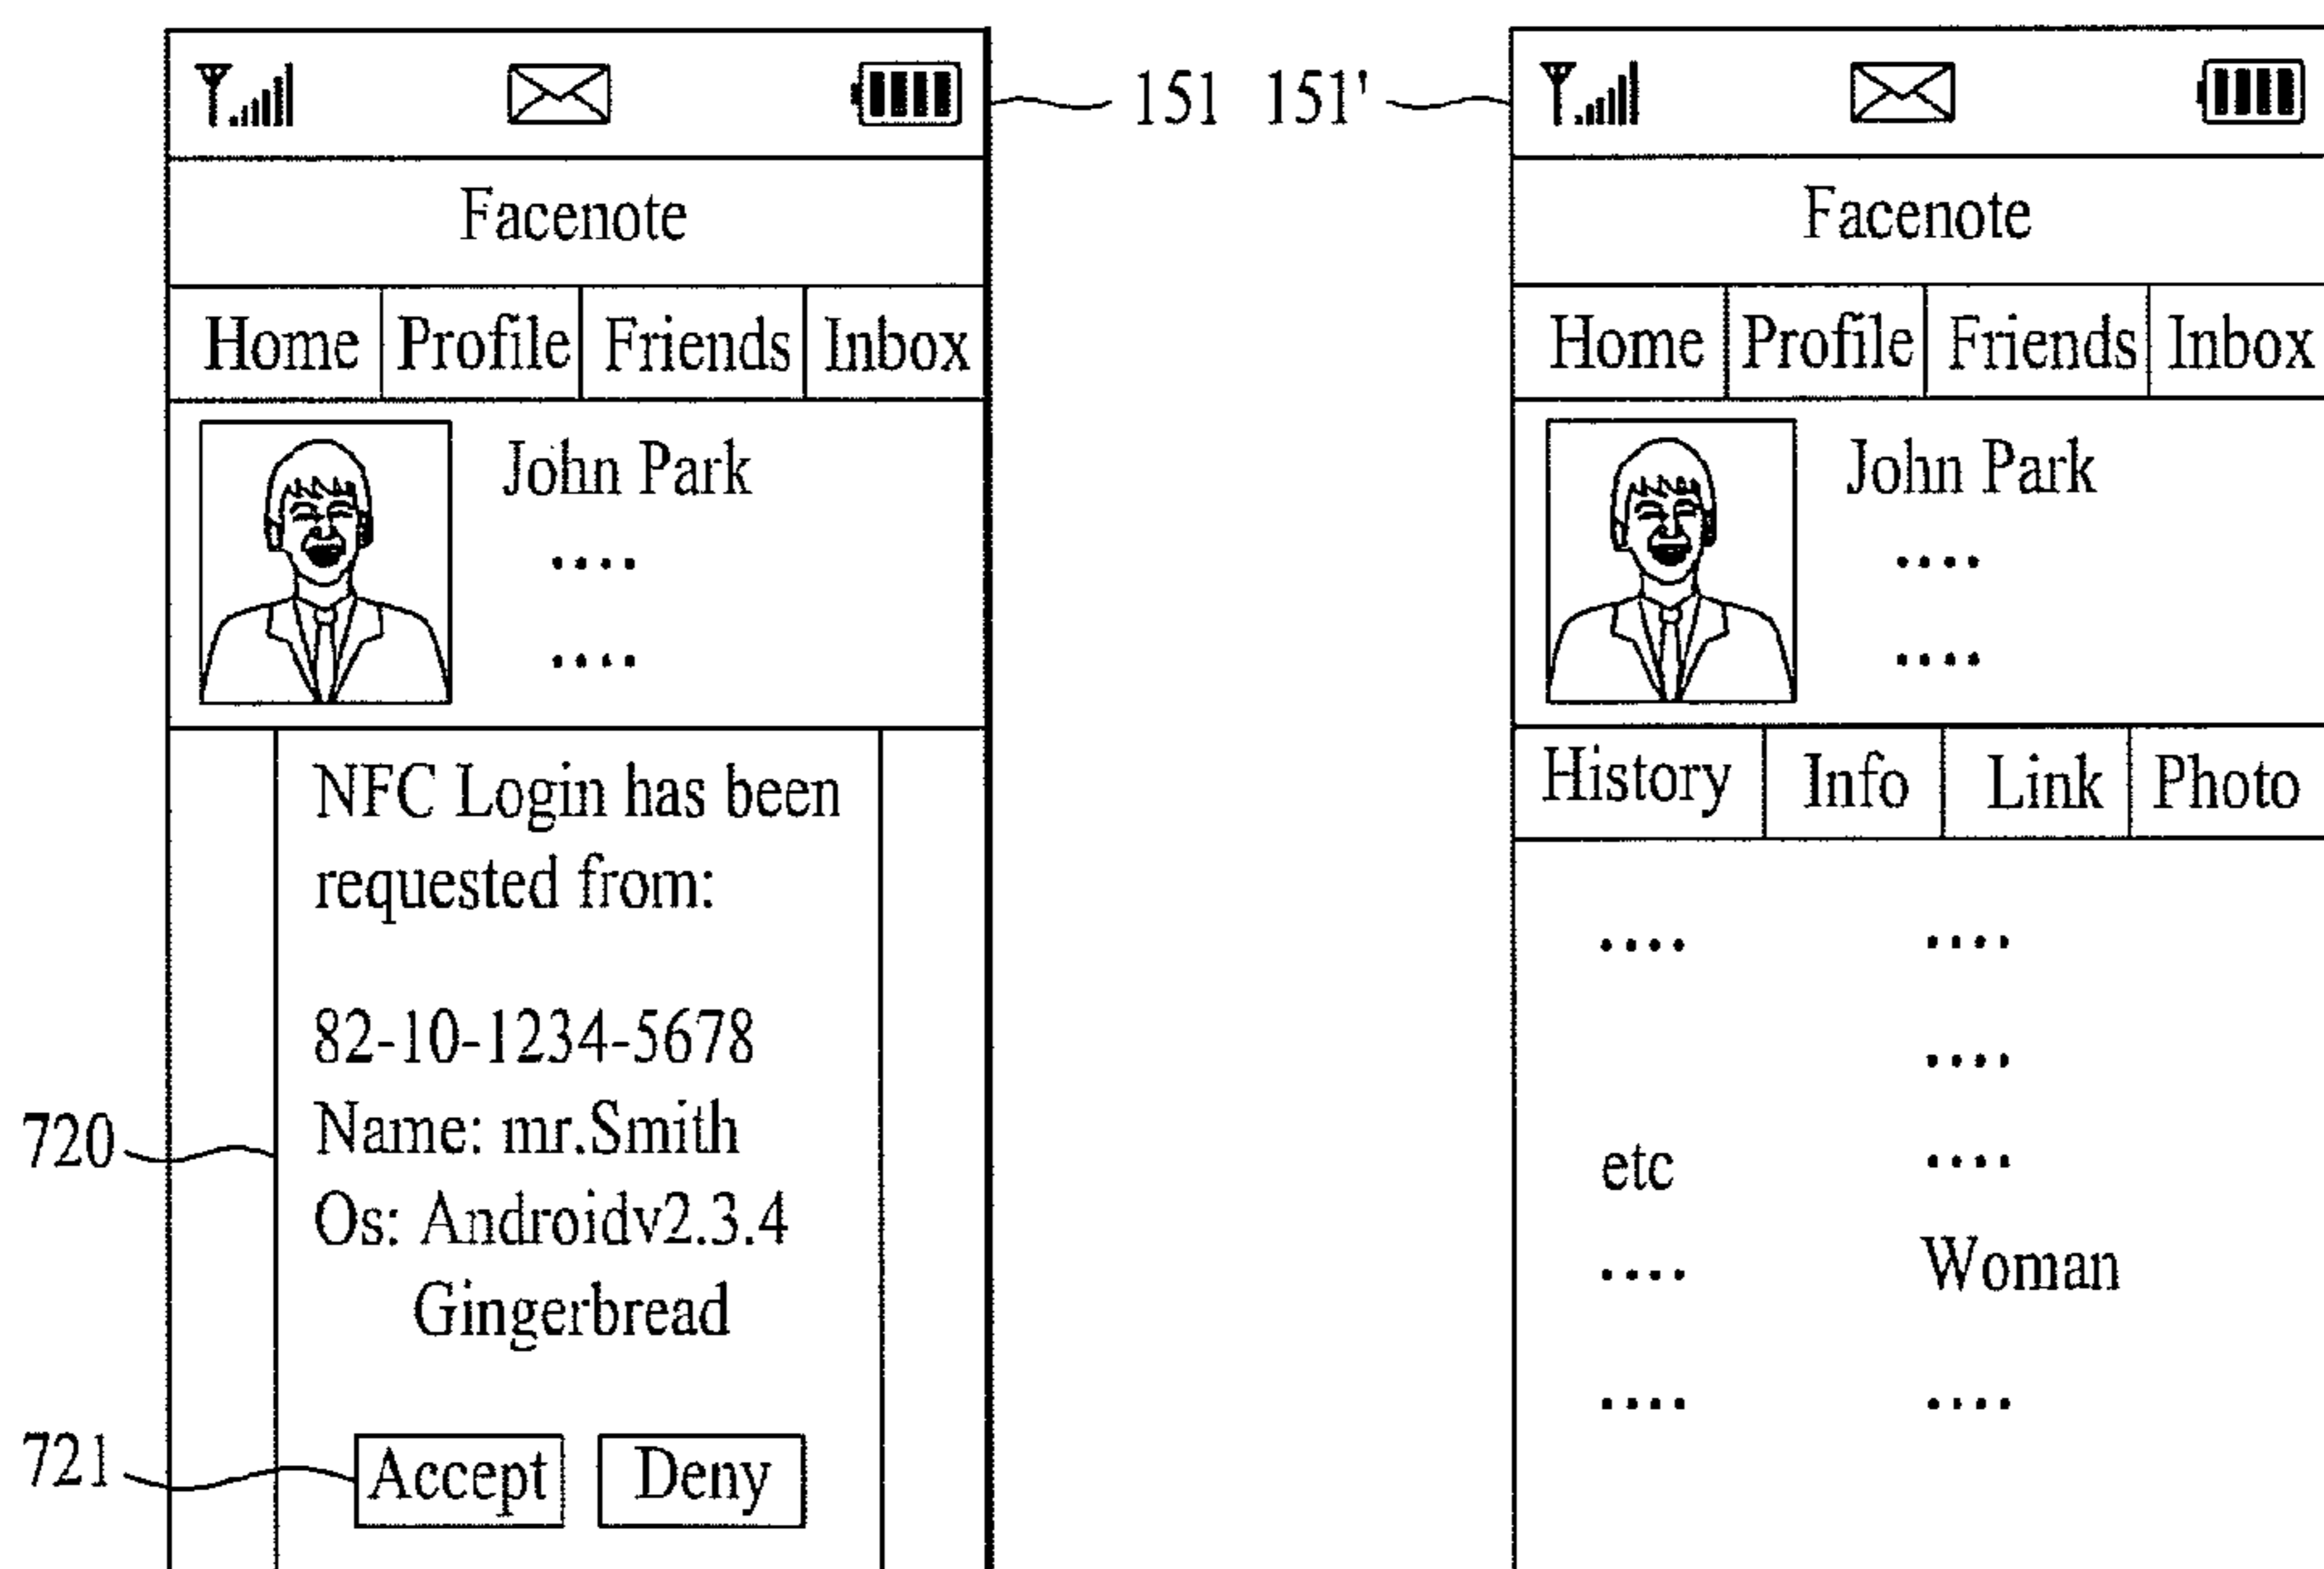 151
Facenote
Home Profile Friends Inbox
John Park
....
....
NFC Login has been
requested from:
82-10-1234-5678
Name: mr.Smith
Os: Androidv2.3.4
Gingerbread
Accept Deny
720
721
151'
Facenote
Home Profile Friends Inbox
John Park
....
....
History Info Link Photo
.... ....
....
etc ....
.... Woman
.... ....